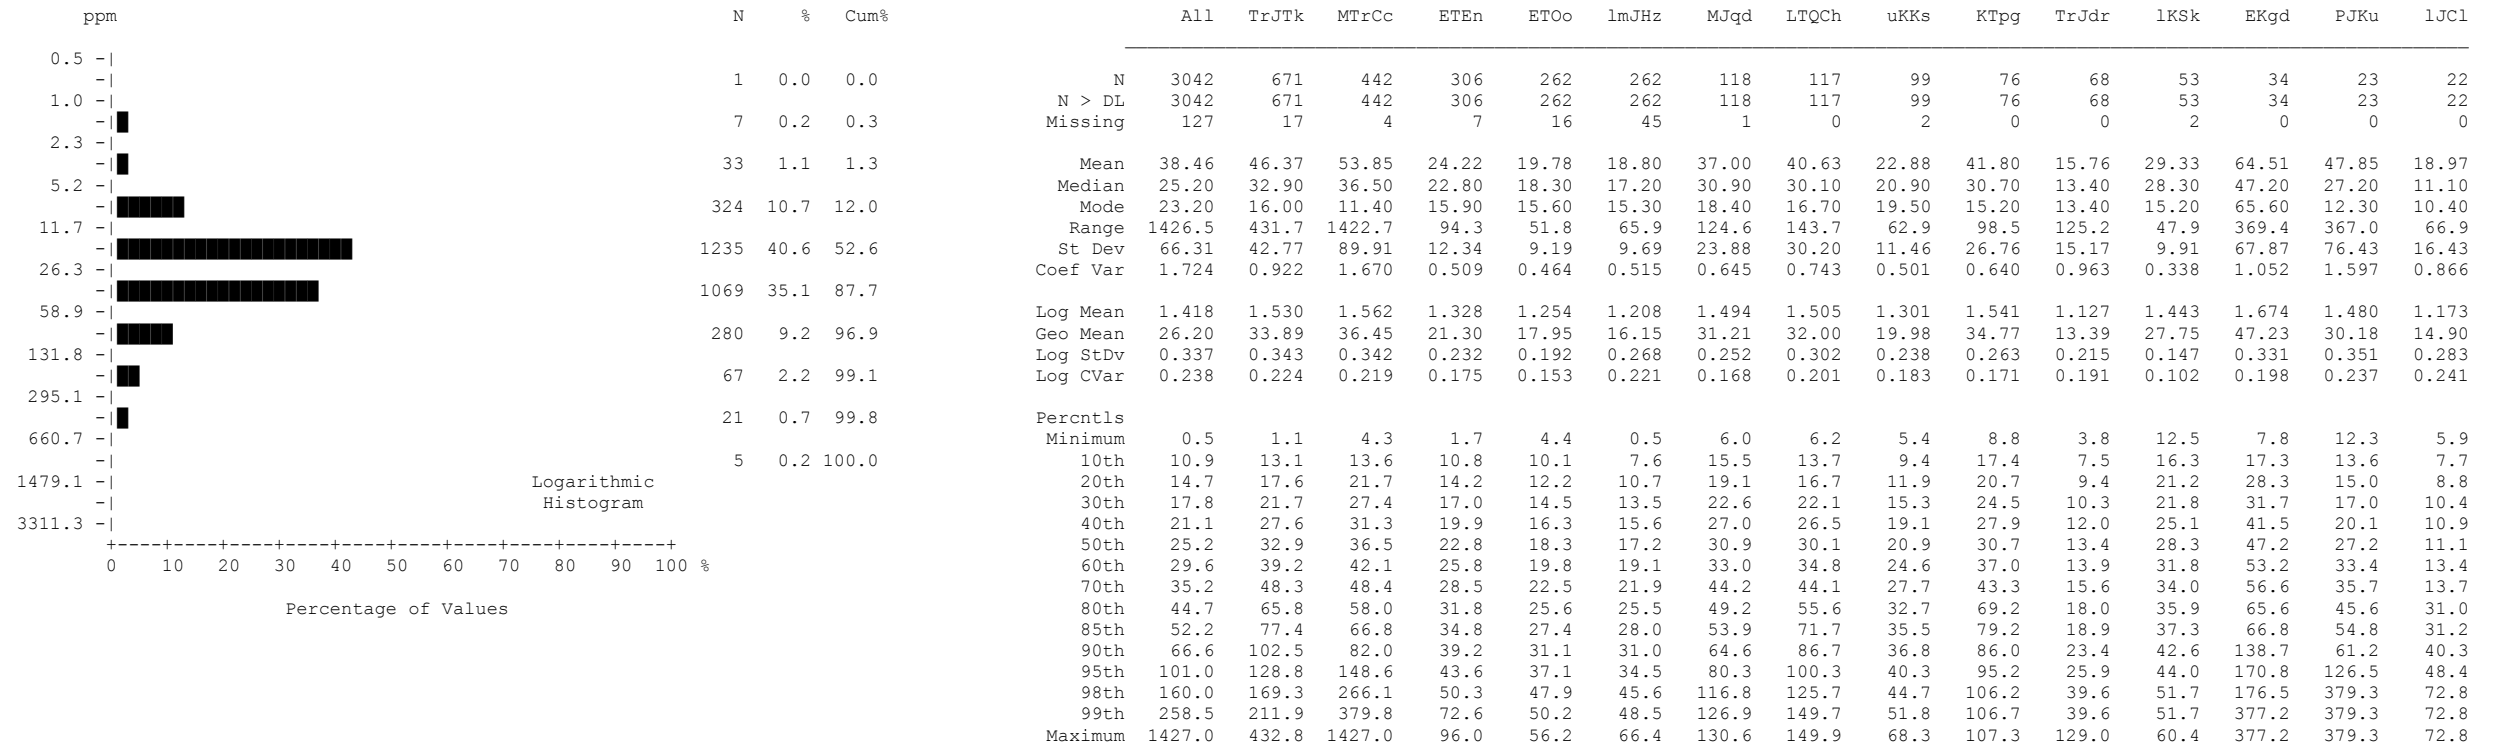 ppm N % Cum% All TrJTk MTrCc ETEn ETOo lmJHz MJqd LTQCh uKKs KTpg TrJdr lKSk EKgd PJKu lJCl
0.5 -|
-| 1 0.0 0.0 N 3042 671 442 306 262 262 118 117 99 76 68 53 34 23 22
1.0 -| N > DL 3042 671 442 306 262 262 118 117 99 76 68 53 34 23 22
-| 7 0.2 0.3 Missing 127 17 4 7 16 45 1 0 2 0 0 2 0 0 0
2.3 -|
-| 33 1.1 1.3 Mean 38.46 46.37 53.85 24.22 19.78 18.80 37.00 40.63 22.88 41.80 15.76 29.33 64.51 47.85 18.97
5.2 -| Median 25.20 32.90 36.50 22.80 18.30 17.20 30.90 30.10 20.90 30.70 13.40 28.30 47.20 27.20 11.10
-| 324 10.7 12.0 Mode 23.20 16.00 11.40 15.90 15.60 15.30 18.40 16.70 19.50 15.20 13.40 15.20 65.60 12.30 10.40
11.7 -| Range 1426.5 431.7 1422.7 94.3 51.8 65.9 124.6 143.7 62.9 98.5 125.2 47.9 369.4 367.0 66.9
-| 1235 40.6 52.6 St Dev 66.31 42.77 89.91 12.34 9.19 9.69 23.88 30.20 11.46 26.76 15.17 9.91 67.87 76.43 16.43
26.3 -| Coef Var 1.724 0.922 1.670 0.509 0.464 0.515 0.645 0.743 0.501 0.640 0.963 0.338 1.052 1.597 0.866
-| 1069 35.1 87.7
58.9 -| Log Mean 1.418 1.530 1.562 1.328 1.254 1.208 1.494 1.505 1.301 1.541 1.127 1.443 1.674 1.480 1.173
-| 280 9.2 96.9 Geo Mean 26.20 33.89 36.45 21.30 17.95 16.15 31.21 32.00 19.98 34.77 13.39 27.75 47.23 30.18 14.90
131.8 -| Log StDv 0.337 0.343 0.342 0.232 0.192 0.268 0.252 0.302 0.238 0.263 0.215 0.147 0.331 0.351 0.283
-| 67 2.2 99.1 Log CVar 0.238 0.224 0.219 0.175 0.153 0.221 0.168 0.201 0.183 0.171 0.191 0.102 0.198 0.237 0.241
295.1 -|
-| 21 0.7 99.8 Percntls
660.7 -| Minimum 0.5 1.1 4.3 1.7 4.4 0.5 6.0 6.2 5.4 8.8 3.8 12.5 7.8 12.3 5.9
-| 5 0.2 100.0 10th 10.9 13.1 13.6 10.8 10.1 7.6 15.5 13.7 9.4 17.4 7.5 16.3 17.3 13.6 7.7
1479.1 -| Logarithmic 20th 14.7 17.6 21.7 14.2 12.2 10.7 19.1 16.7 11.9 20.7 9.4 21.2 28.3 15.0 8.8
-| Histogram 30th 17.8 21.7 27.4 17.0 14.5 13.5 22.6 22.1 15.3 24.5 10.3 21.8 31.7 17.0 10.4
3311.3 -| 40th 21.1 27.6 31.3 19.9 16.3 15.6 27.0 26.5 19.1 27.9 12.0 25.1 41.5 20.1 10.9
+----+----+----+----+----+----+----+----+----+----+ 50th 25.2 32.9 36.5 22.8 18.3 17.2 30.9 30.1 20.9 30.7 13.4 28.3 47.2 27.2 11.1
0 10 20 30 40 50 60 70 80 90 100 % 60th 29.6 39.2 42.1 25.8 19.8 19.1 33.0 34.8 24.6 37.0 13.9 31.8 53.2 33.4 13.4
70th 35.2 48.3 48.4 28.5 22.5 21.9 44.2 44.1 27.7 43.3 15.6 34.0 56.6 35.7 13.7
Percentage of Values 80th 44.7 65.8 58.0 31.8 25.6 25.5 49.2 55.6 32.7 69.2 18.0 35.9 65.6 45.6 31.0
85th 52.2 77.4 66.8 34.8 27.4 28.0 53.9 71.7 35.5 79.2 18.9 37.3 66.8 54.8 31.2
90th 66.6 102.5 82.0 39.2 31.1 31.0 64.6 86.7 36.8 86.0 23.4 42.6 138.7 61.2 40.3
95th 101.0 128.8 148.6 43.6 37.1 34.5 80.3 100.3 40.3 95.2 25.9 44.0 170.8 126.5 48.4
98th 160.0 169.3 266.1 50.3 47.9 45.6 116.8 125.7 44.7 106.2 39.6 51.7 176.5 379.3 72.8
99th 258.5 211.9 379.8 72.6 50.2 48.5 126.9 149.7 51.8 106.7 39.6 51.7 377.2 379.3 72.8
Maximum 1427.0 432.8 1427.0 96.0 56.2 66.4 130.6 149.9 68.3 107.3 129.0 60.4 377.2 379.3 72.8